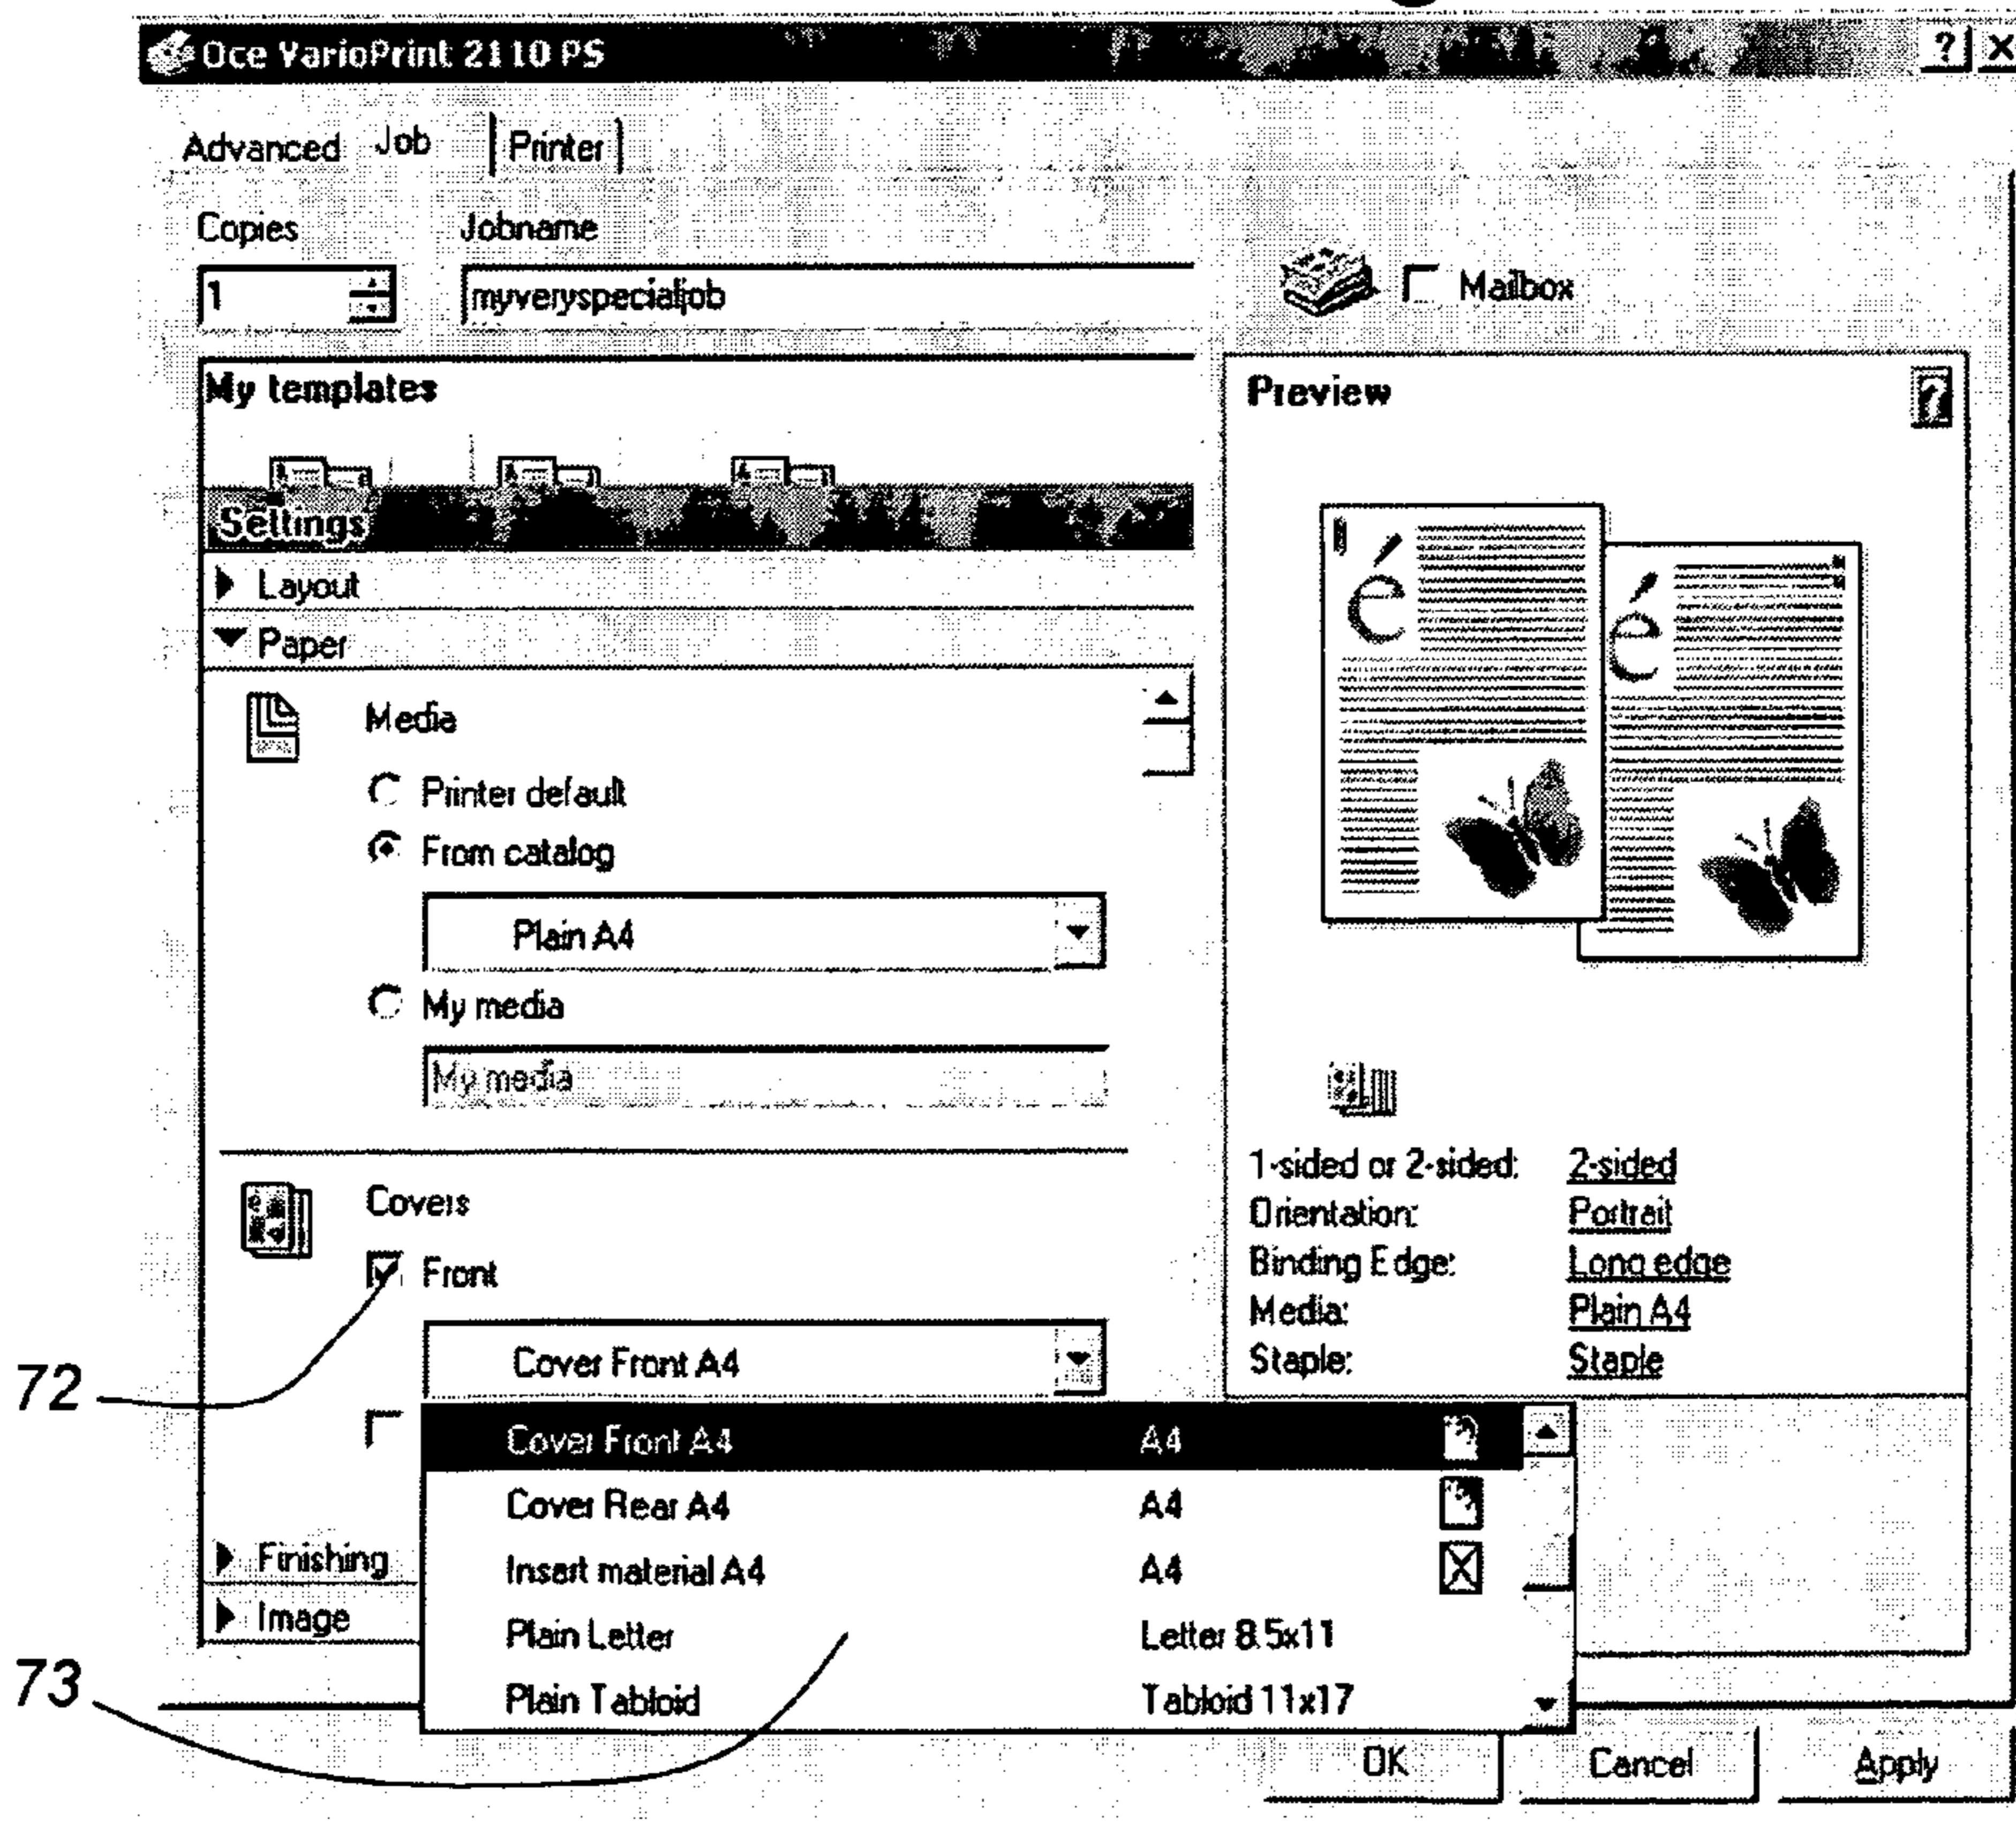 Oce VarioPrint 2110 PS
Advanced Job Printer
Copies Jobname
1 myveryspecialjob
Mailbox
My templates
Settings
Layout
Paper
Media
Printer default
From catalog
Plain A4
My media
My media
Covers
Front
Cover Front A4
Cover Front A4 A4
Cover Rear A4 A4
Insert material A4 A4
Plain Letter Letter 8.5x11
Plain Tabloid Tabloid 11x17
Finishing
Image
Preview
é
é
1-sided or 2-sided: 2-sided
Orientation: Portrait
Binding Edge: Long edge
Media: Plain A4
Staple: Staple
OK Cancel Apply
72
73